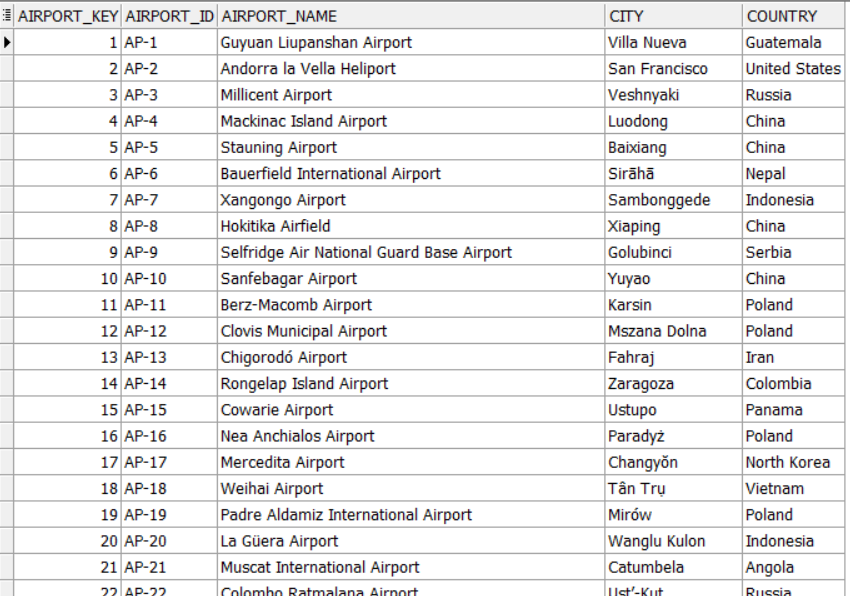 AIRPORT_KEY AIRPORT_ID AIRPORT_NAME CITY COUNTRY
1 AP-1 Guyuan Liupanshan Airport Villa Nueva Guatemala
2 AP-2 Andorra la Vella Heliport San Francisco United States
3 AP-3 Millicent Airport Veshnyaki Russia
4 AP-4 Mackinac Island Airport Luodong China
5 AP-5 Stauning Airport Baixiang China
6 AP-6 Bauerfield International Airport Sirāhā Nepal
7 AP-7 Xangongo Airport Sambonggede Indonesia
8 AP-8 Hokitika Airfield Xiaping China
9 AP-9 Selfridge Air National Guard Base Airport Golubinci Serbia
10 AP-10 Sanfebagar Airport Yuyao China
11 AP-11 Berz-Macomb Airport Karsin Poland
12 AP-12 Clovis Municipal Airport Mszana Dolna Poland
13 AP-13 Chigorodó Airport Fahraj Iran
14 AP-14 Rongelap Island Airport Zaragoza Colombia
15 AP-15 Cowarie Airport Ustupo Panama
16 AP-16 Nea Anchialos Airport Paradyż Poland
17 AP-17 Mercedita Airport Changyŏn North Korea
18 AP-18 Weihai Airport Tân Trụ Vietnam
19 AP-19 Padre Aldamiz International Airport Mirów Poland
20 AP-20 La Güera Airport Wanglu Kulon Indonesia
21 AP-21 Muscat International Airport Catumbela Angola
22 AP-22 Colombo Ratmalana Airport Ust’-Kut Russia